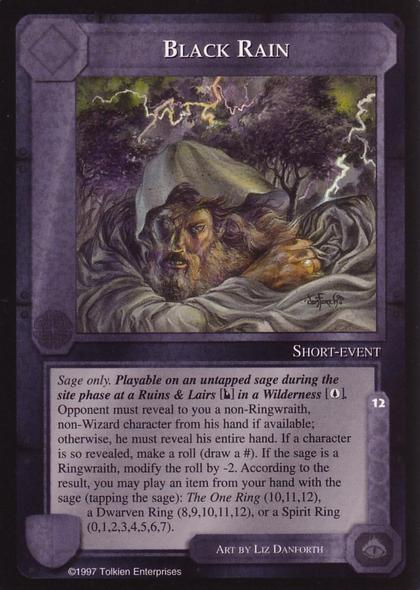 BLACK RAIN
SHORT-EVENT
Sage only. Playable on an untapped sage during the
site phase at a Ruins & Lairs [] in a Wilderness [].
Opponent must reveal to you a non-Ringwraith,
non-Wizard character from his hand if available;
otherwise, he must reveal his entire hand. If a character
is so revealed, make a roll (draw a #). If the sage is a
Ringwraith, modify the roll by -2. According to the
result, you may play an item from your hand with
the sage (tapping the sage): The One Ring (10,11,12),
a Dwarven Ring (8,9,10,11,12), or a Spirit Ring
(0,1,2,3,4,5,6,7).
12
ART BY LIZ DANFORTH
©1997 Tolkien Enterprises